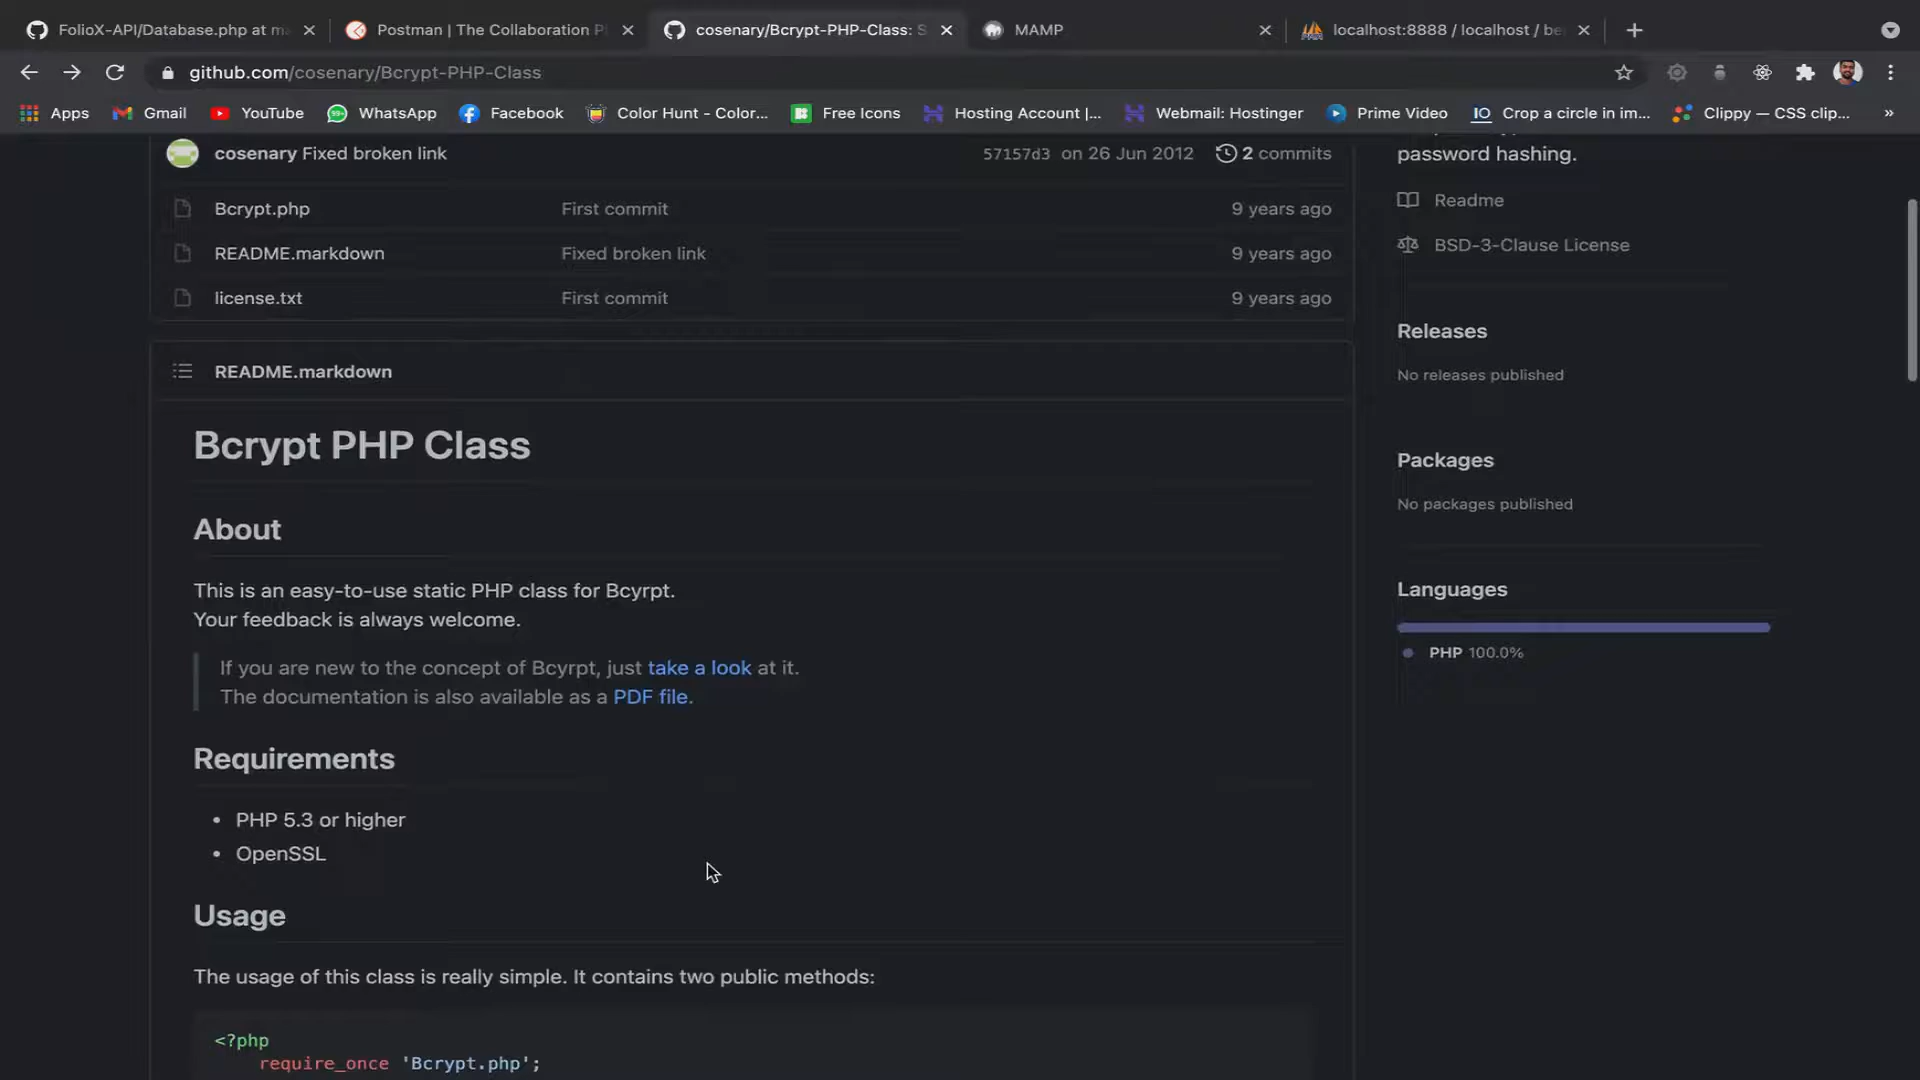 FolioX-API/Database.php at ma
Postman | The Collaboration Pl
cosenary/Bcrypt-PHP-Class: S
MAMP
localhost:8888 / localhost / be
github.com/cosenary/Bcrypt-PHP-Class
Apps
Gmail
YouTube
WhatsApp
Facebook
Color Hunt - Color...
Free Icons
Hosting Account |...
Webmail: Hostinger
Prime Video
IO Crop a circle in im...
Clippy — CSS clip...
»
cosenary Fixed broken link 57157d3 on 26 Jun 2012 2 commits
Bcrypt.php First commit 9 years ago
README.markdown Fixed broken link 9 years ago
license.txt First commit 9 years ago
README.markdown
Bcrypt PHP Class
About
This is an easy-to-use static PHP class for Bcyrpt.
Your feedback is always welcome.
If you are new to the concept of Bcyrpt, just take a look at it.
The documentation is also available as a PDF file.
Requirements
• PHP 5.3 or higher
• OpenSSL
Usage
The usage of this class is really simple. It contains two public methods:
<?php
require_once 'Bcrypt.php';
password hashing.
Readme
BSD-3-Clause License
Releases
No releases published
Packages
No packages published
Languages
PHP 100.0%